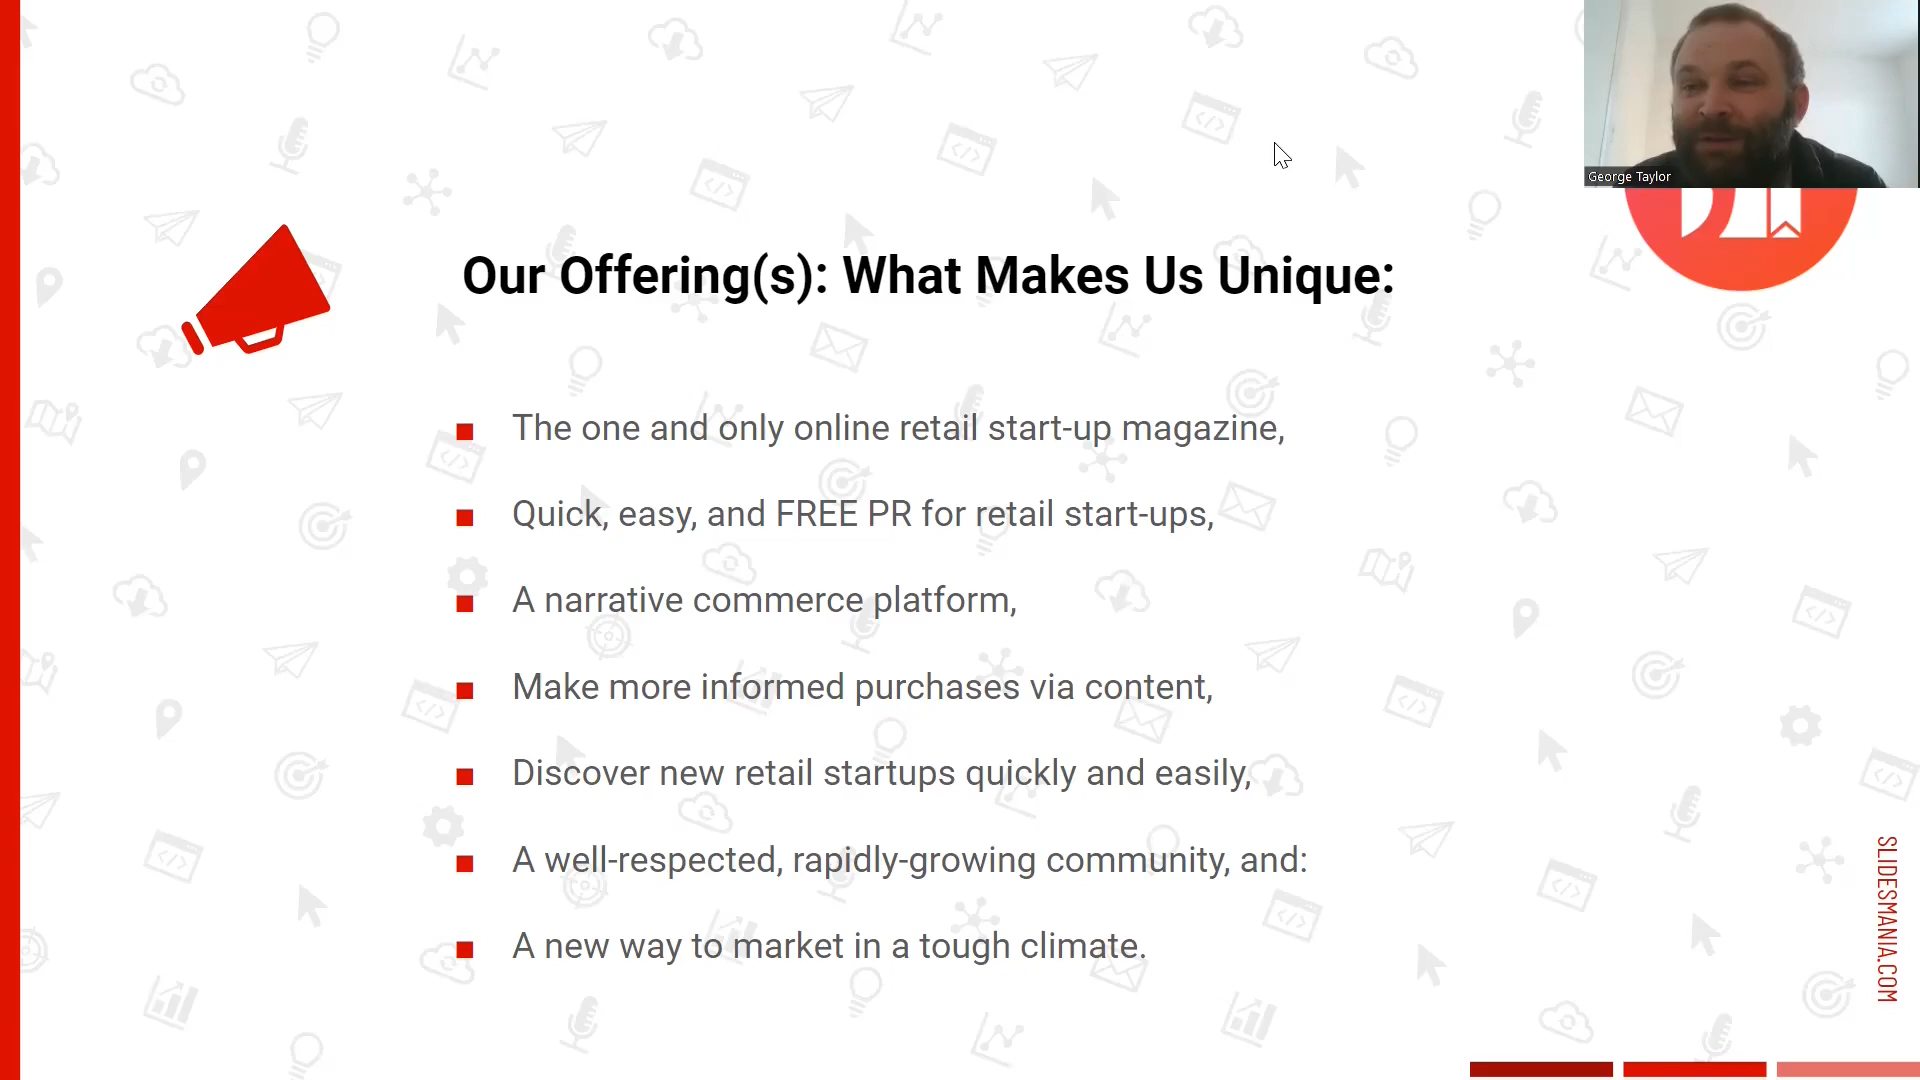 George Taylor
Our Offering(s): What Makes Us Unique:
The one and only online retail start-up magazine,
Quick, easy, and FREE PR for retail start-ups,
A narrative commerce platform,
Make more informed purchases via content,
Discover new retail startups quickly and easily,
A well-respected, rapidly-growing community, and:
A new way to market in a tough climate.
SLIDESMANIA.COM